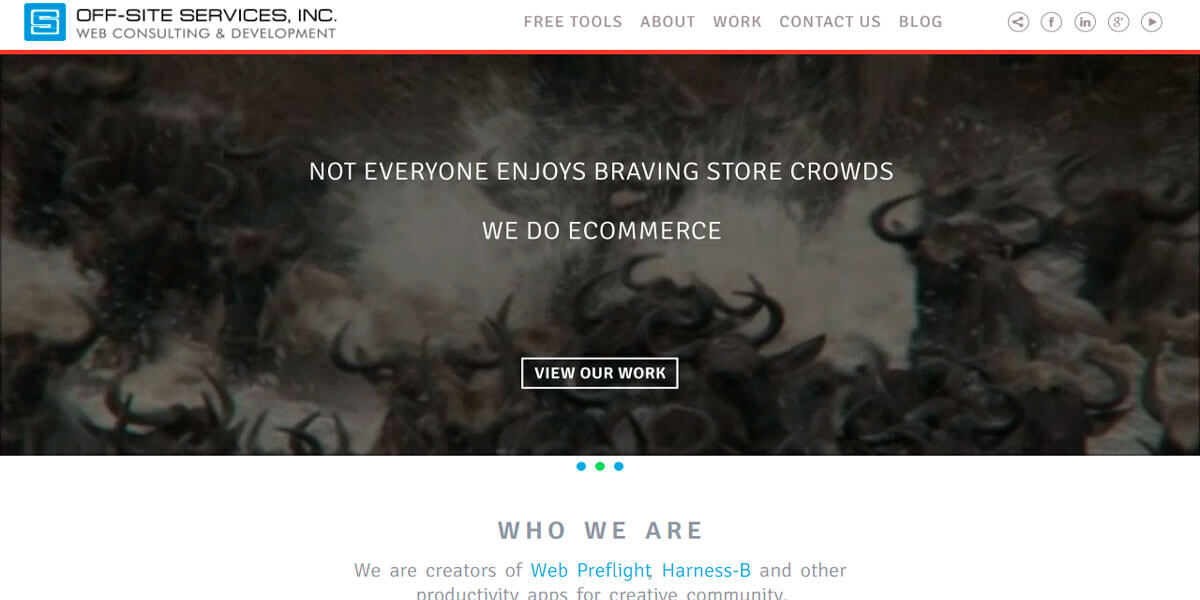 OFF-SITE SERVICES, INC.
WEB CONSULTING & DEVELOPMENT
FREE TOOLS ABOUT WORK CONTACT US BLOG
NOT EVERYONE ENJOYS BRAVING STORE CROWDS
WE DO ECOMMERCE
VIEW OUR WORK
WHO WE ARE
We are creators of Web Preflight, Harness-B and other
productivity apps for creative community.